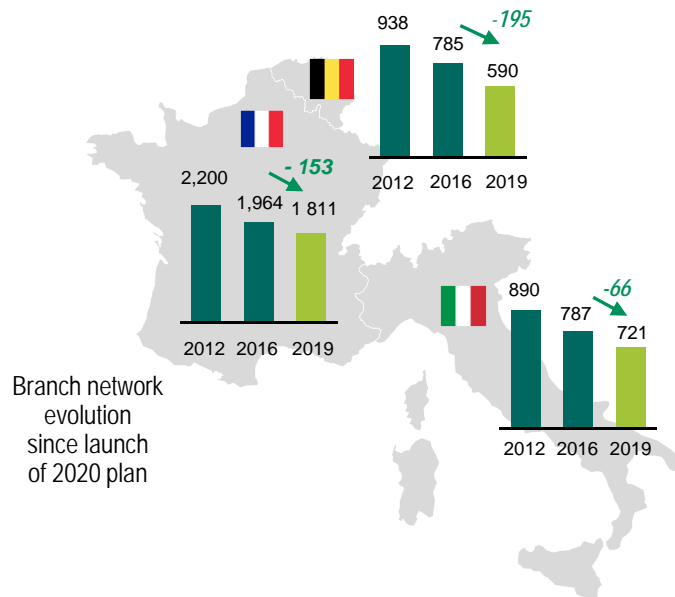 938
785
-195
590
2012 2016 2019
2,200
1,964
- 153
1 811
2012 2016 2019
890
787
-66
721
2012 2016 2019
Branch network
evolution
since launch
of 2020 plan